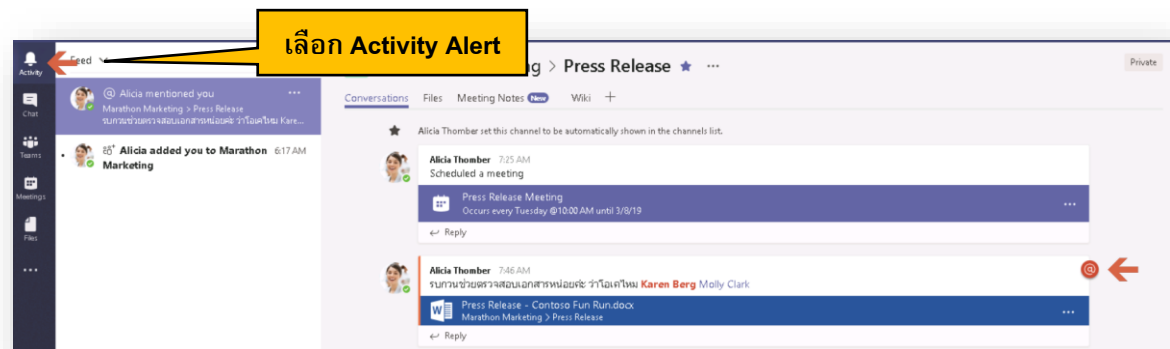 เลือก Activity Alert
Activity
Feed
Chat
Teams
Meetings
Files
@ Alicia mentioned you
Marathon Marketing > Press Release
รบกวนช่วยตรวจสอบเอกสารหน่อยค่ะ ว่าโอเคไหม Kare...
Alicia added you to Marathon Marketing 6:17 AM
g > Press Release
Private
Conversations Files Meeting Notes New Wiki +
Alicia Thomber set this channel to be automatically shown in the channels list.
Alicia Thomber 7:25 AM
Scheduled a meeting
Press Release Meeting
Occurs every Tuesday @10:00 AM until 3/8/19
Reply
Alicia Thomber 7:46 AM
@
รบกวนช่วยตรวจสอบเอกสารหน่อยค่ะ ว่าโอเคไหม Karen Berg Molly Clark
Press Release - Contoso Fun Run.docx
Marathon Marketing > Press Release
Reply